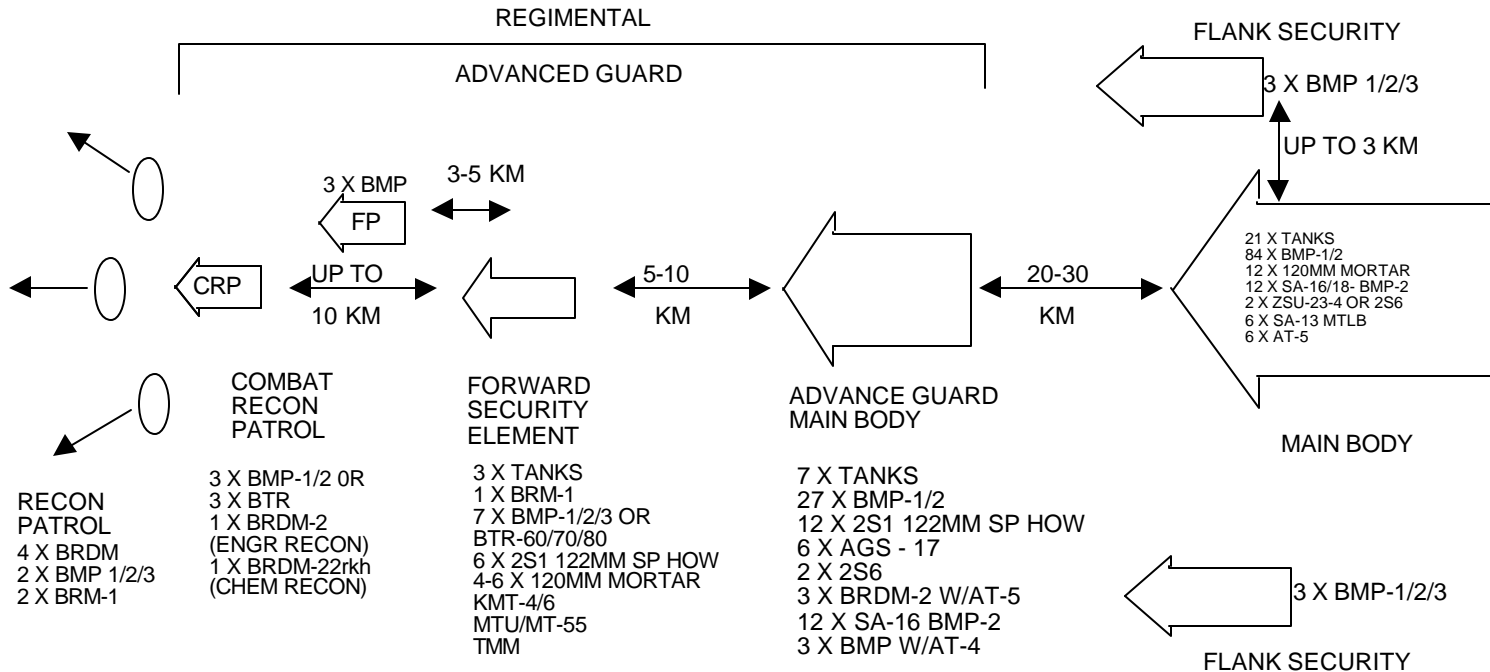 REGIMENTAL
ADVANCED GUARD
FLANK SECURITY
3 X BMP 1/2/3
UP TO 3 KM
3 X BMP
FP
3-5 KM
CRP
UP TO
10 KM
5-10
KM
20-30
KM
21 X TANKS
84 X BMP-1/2
12 X 120MM MORTAR
12 X SA-16/18- BMP-2
2 X ZSU-23-4 OR 2S6
6 X SA-13 MTLB
6 X AT-5
MAIN BODY
RECON
PATROL
4 X BRDM
2 X BMP 1/2/3
2 X BRM-1
COMBAT
RECON
PATROL
3 X BMP-1/2 0R
3 X BTR
1 X BRDM-2
(ENGR RECON)
1 X BRDM-22rkh
(CHEM RECON)
FORWARD
SECURITY
ELEMENT
3 X TANKS
1 X BRM-1
7 X BMP-1/2/3 OR
BTR-60/70/80
6 X 2S1 122MM SP HOW
4-6 X 120MM MORTAR
KMT-4/6
MTU/MT-55
TMM
ADVANCE GUARD
MAIN BODY
7 X TANKS
27 X BMP-1/2
12 X 2S1 122MM SP HOW
6 X AGS - 17
2 X 2S6
3 X BRDM-2 W/AT-5
12 X SA-16 BMP-2
3 X BMP W/AT-4
3 X BMP-1/2/3
FLANK SECURITY